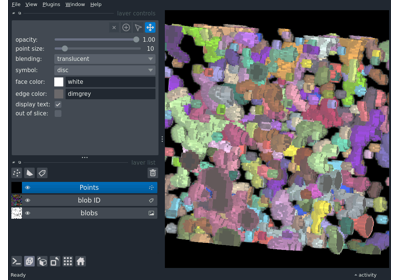 File View Plugins Window Help
layer controls
opacity: 1.00
point size: 10
blending: translucent
symbol: disc
face color: white
edge color: dimgrey
display text:
out of slice:
layer list
Points
blob ID
blobs
activity